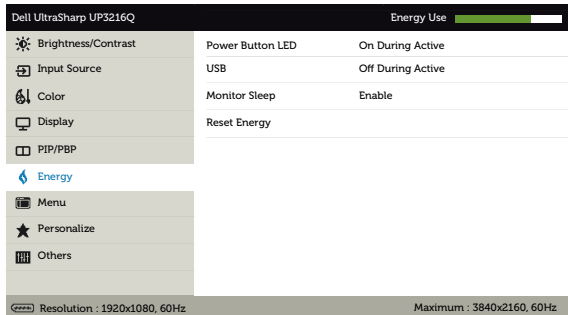 Dell UltraSharp UP3216Q Energy Use
Brightness/Contrast Power Button LED On During Active
Input Source USB Off During Active
Color Monitor Sleep Enable
Display Reset Energy
PIP/PBP
Energy
Menu
Personalize
Others
Resolution : 1920x1080, 60Hz Maximum : 3840x2160, 60Hz